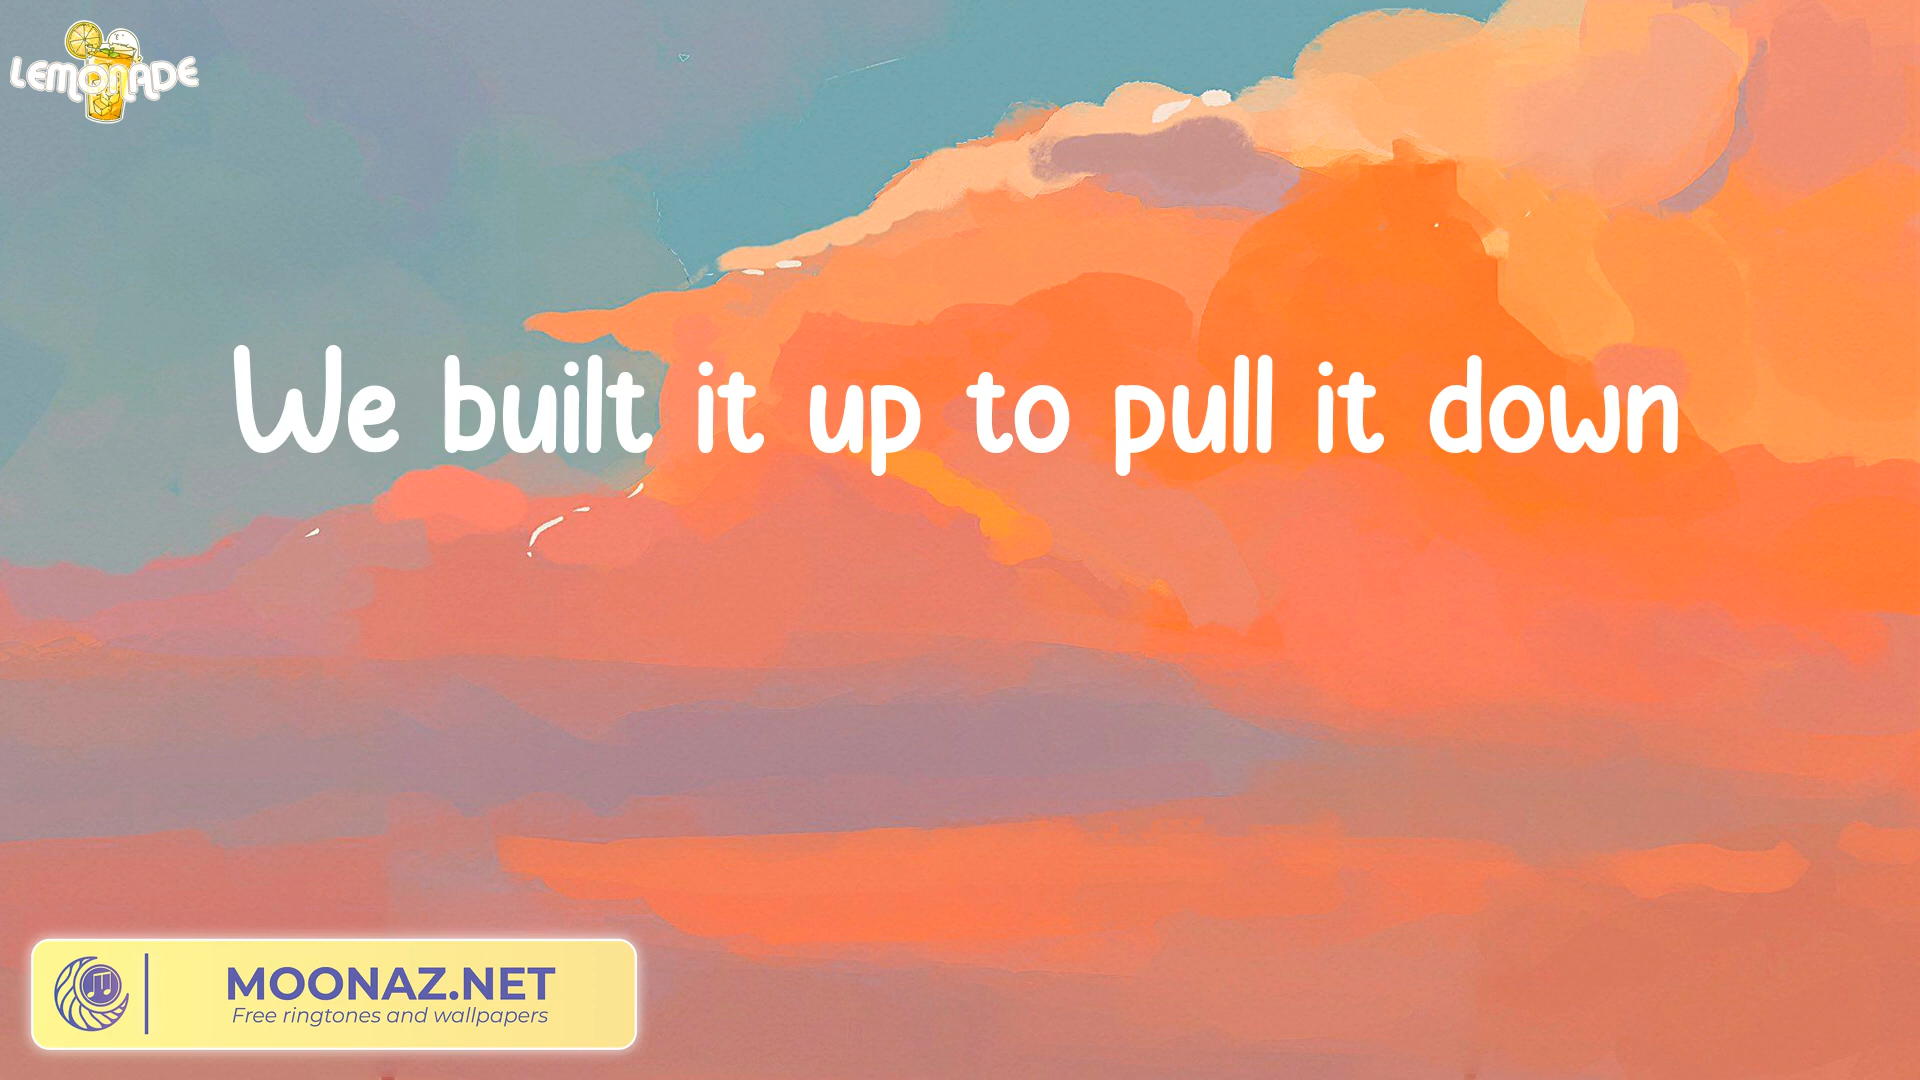 LEMONADE
We built it up to pull it down
MOONAZ.NET
Free ringtones and wallpapers